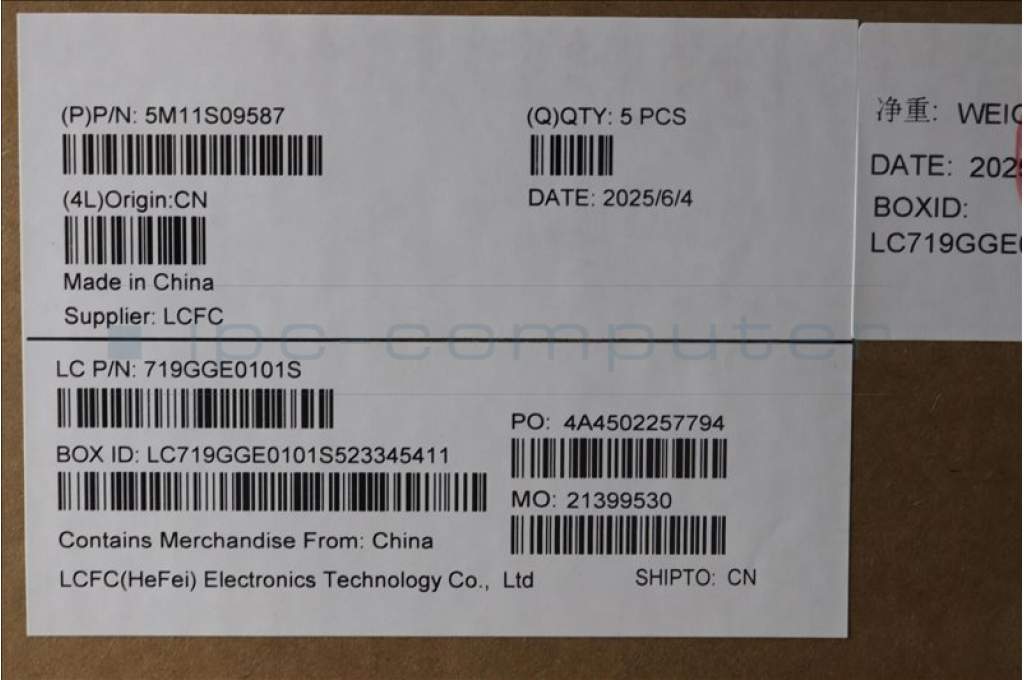 (P)P/N: 5M11S09587
(Q)QTY: 5 PCS
(4L)Origin:CN
DATE: 2025/6/4
Made in China
Supplier: LCFC
ipc-computer
LC P/N: 719GGE0101S
PO: 4A4502257794
BOX ID: LC719GGE0101S523345411
MO: 21399530
Contains Merchandise From: China
LCFC(HeFei) Electronics Technology Co., Ltd
SHIPTO: CN
净重:
DATE:
BOXID: